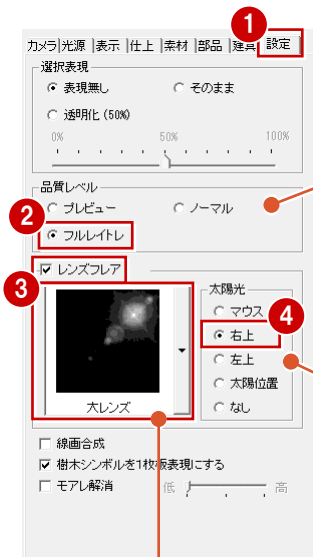 1
カメラ 光源 表示 仕上 素材 部品 建具 設定
選択表現
表現無し そのまま
透明化 (50%)
0% 50% 100%
品質レベル
プレビュー ノーマル
2
フルレイトレ
レンズフレア
3
太陽光
マウス
4
右上
左上
太陽位置
なし
大レンズ
線画合成
樹木シンボルを1枚板表現にする
モアレ解消 低 高